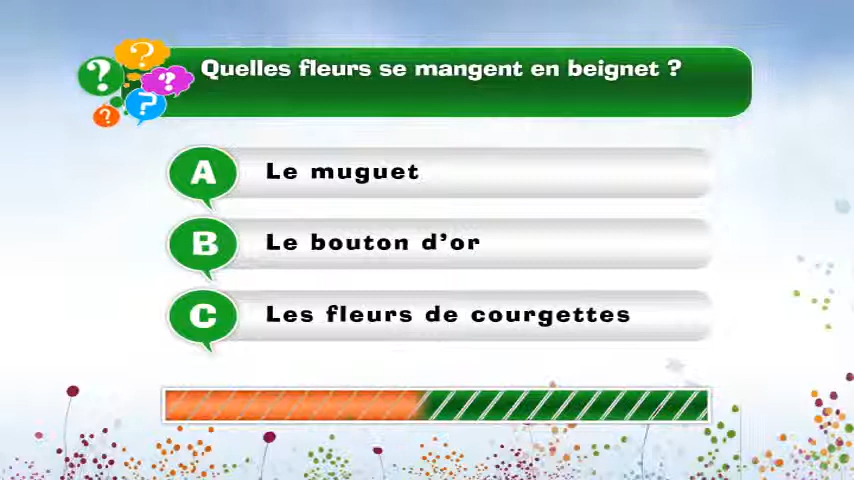 Quelles fleurs se mangent en beignet ?
A Le muguet
B Le bouton d'or
C Les fleurs de courgettes